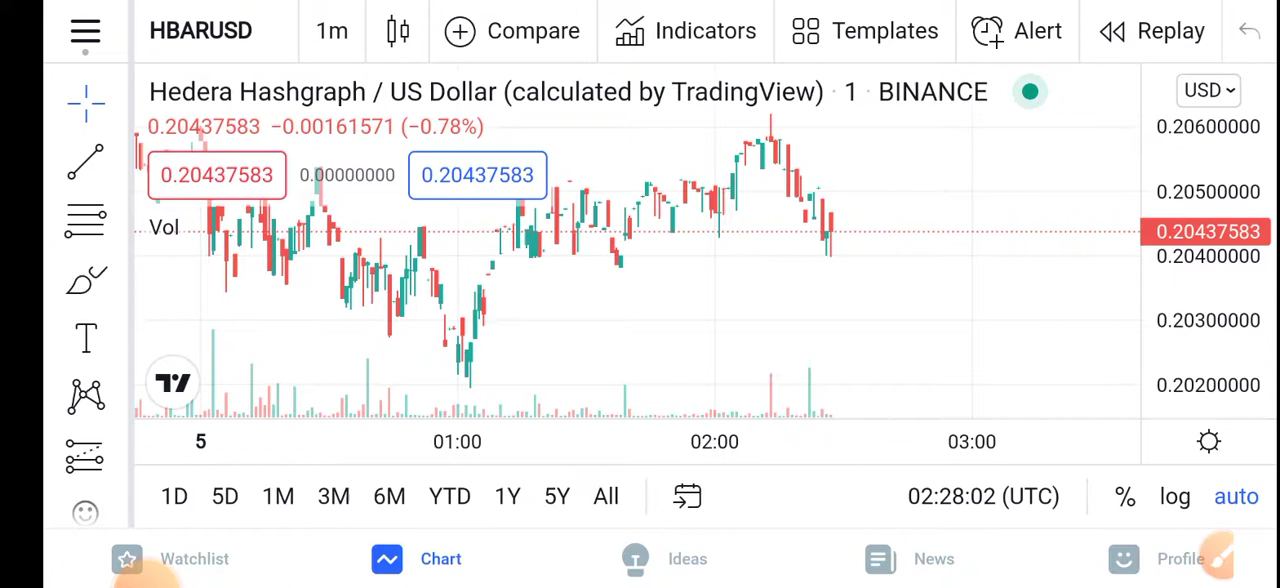 HBARUSD 1m Compare Indicators Templates Alert Replay
Hedera Hashgraph / US Dollar (calculated by TradingView) · 1 · BINANCE
USD
0.20437583 −0.00161571 (−0.78%)
0.20437583 0.00000000 0.20437583
Vol
0.20600000
0.20500000
0.20437583
0.20400000
0.20300000
0.20200000
5 01:00 02:00 03:00
1D 5D 1M 3M 6M YTD 1Y 5Y All 02:28:02 (UTC) % log auto
Watchlist Chart Ideas News Profile